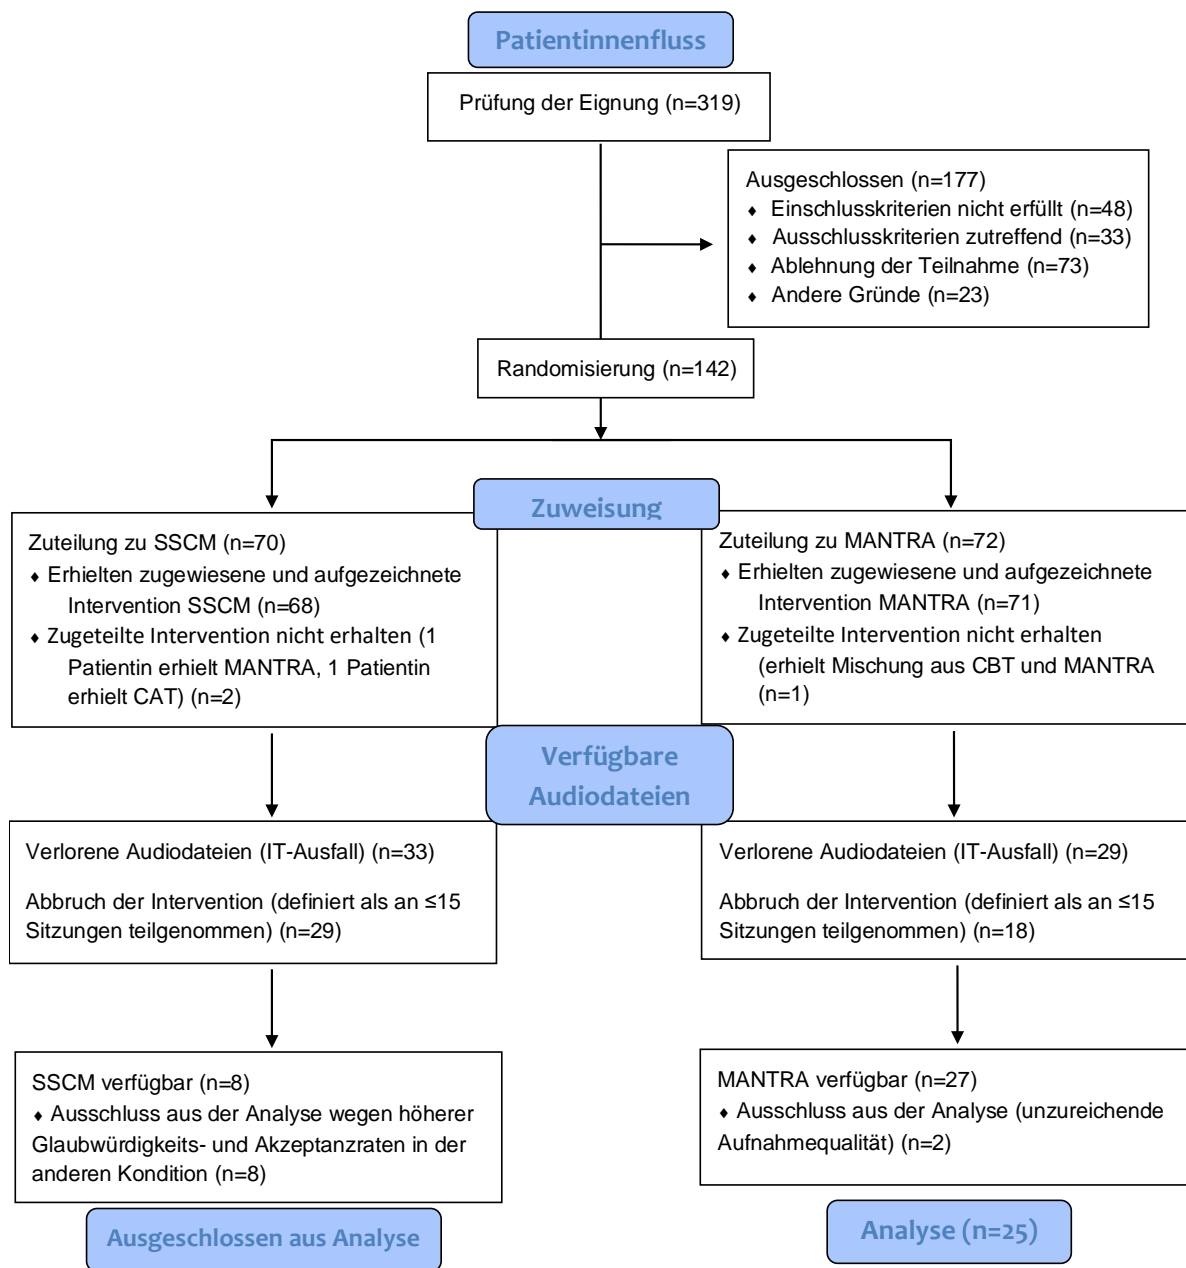 Patientinnenfluss
Prüfung der Eignung (n=319)
Ausgeschlossen (n=177)
♦ Einschlusskriterien nicht erfüllt (n=48)
♦ Ausschlusskriterien zutreffend (n=33)
♦ Ablehnung der Teilnahme (n=73)
♦ Andere Gründe (n=23)
Randomisierung (n=142)
Zuweisung
Zuteilung zu SSCM (n=70)
♦ Erhielten zugewiesene und aufgezeichnete
Intervention SSCM (n=68)
♦ Zugeteilte Intervention nicht erhalten (1
Patientin erhielt MANTRA, 1 Patientin
erhielt CAT) (n=2)
Zuteilung zu MANTRA (n=72)
♦ Erhielten zugewiesene und aufgezeichnete
Intervention MANTRA (n=71)
♦ Zugeteilte Intervention nicht erhalten
(erhielt Mischung aus CBT und MANTRA
(n=1)
Verfügbare
Audiodateien
Verlorene Audiodateien (IT-Ausfall) (n=33)
Abbruch der Intervention (definiert als an ≤15
Sitzungen teilgenommen) (n=29)
Verlorene Audiodateien (IT-Ausfall) (n=29)
Abbruch der Intervention (definiert als an ≤15
Sitzungen teilgenommen) (n=18)
SSCM verfügbar (n=8)
♦ Ausschluss aus der Analyse wegen höherer
Glaubwürdigkeits- und Akzeptanzraten in der
anderen Kondition (n=8)
MANTRA verfügbar (n=27)
♦ Ausschluss aus der Analyse (unzureichende
Aufnahmequalität) (n=2)
Ausgeschlossen aus Analyse
Analyse (n=25)